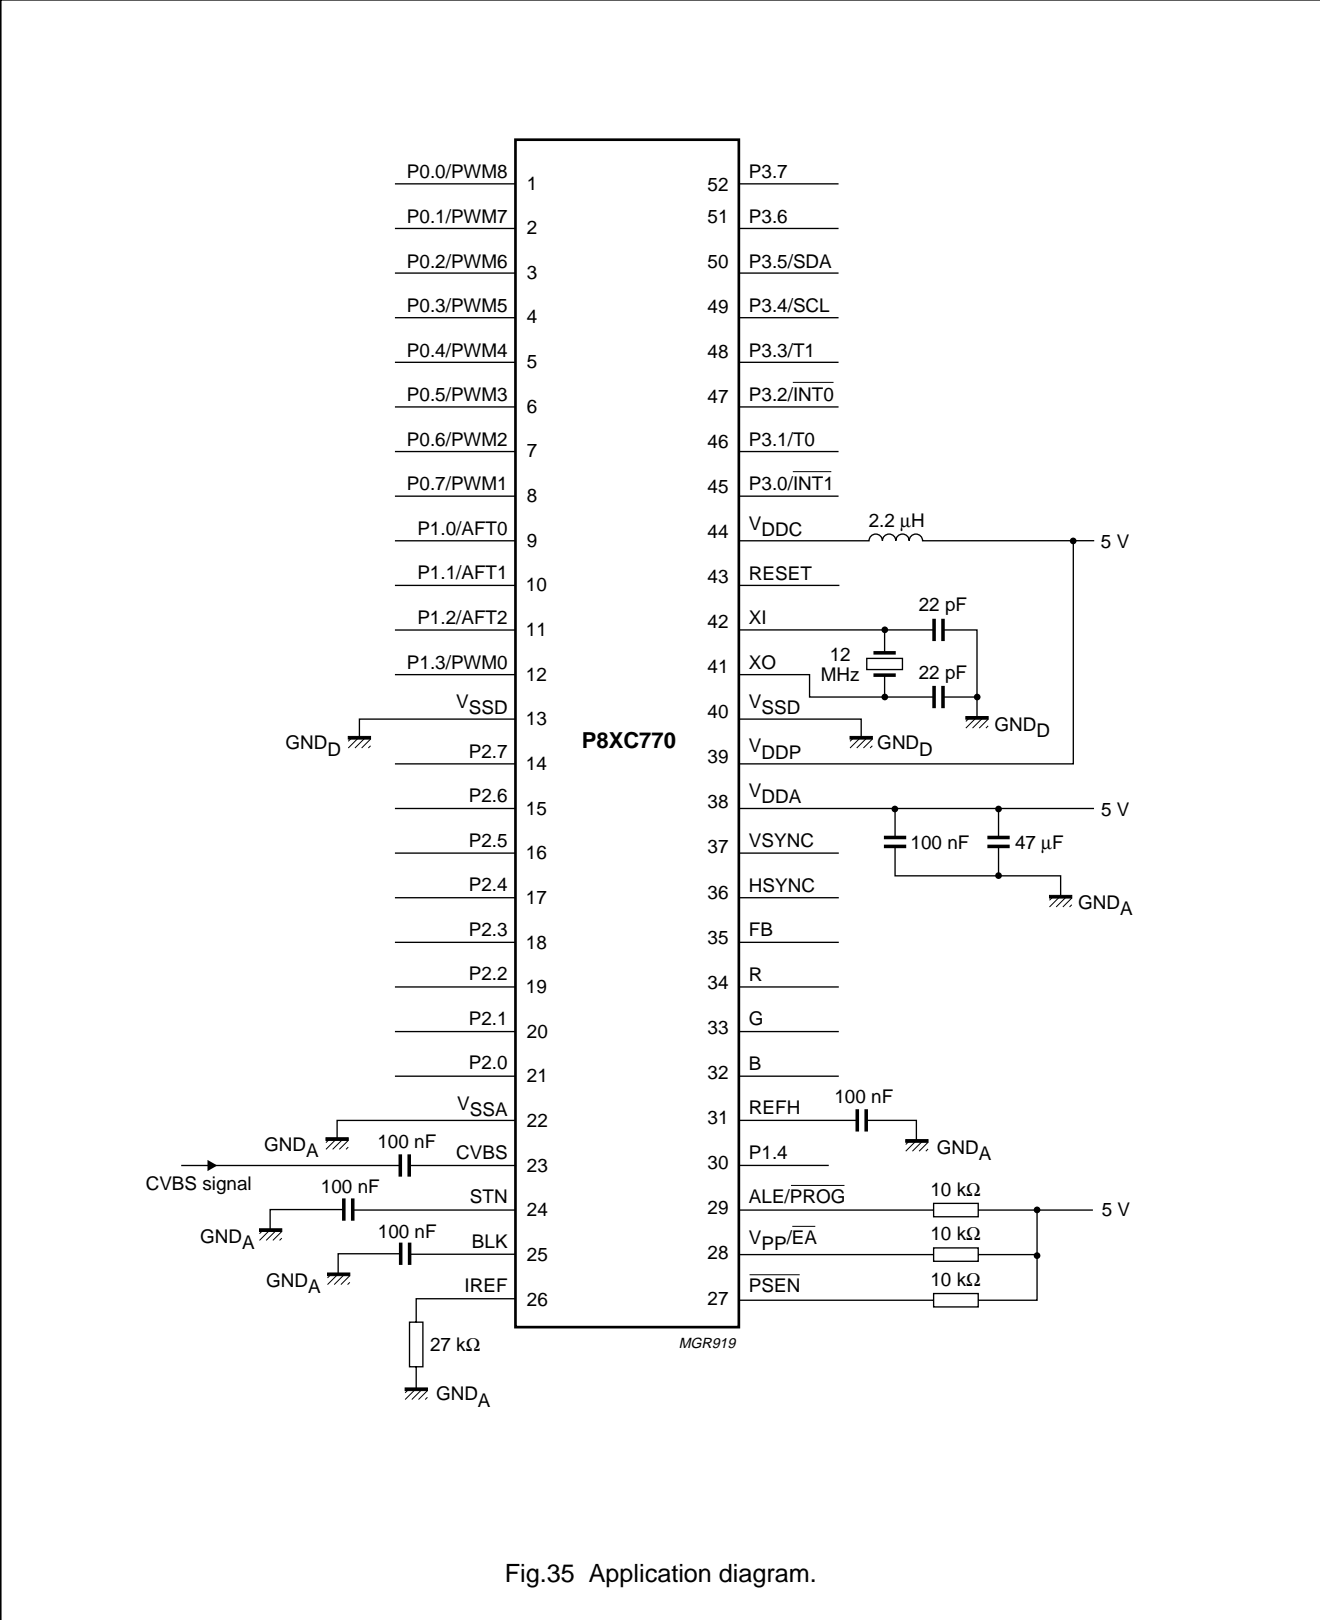 P0.0/PWM8 1 52 P3.7
P0.1/PWM7 2 51 P3.6
P0.2/PWM6 3 50 P3.5/SDA
P0.3/PWM5 4 49 P3.4/SCL
P0.4/PWM4 5 48 P3.3/T1
P0.5/PWM3 6 47 P3.2/INT0
P0.6/PWM2 7 46 P3.1/T0
P0.7/PWM1 8 45 P3.0/INT1
P1.0/AFT0 9 44 VDDC 2.2 μH 5 V
P1.1/AFT1 10 43 RESET
22 pF
P1.2/AFT2 11 42 XI
12 MHz
P1.3/PWM0 12 41 XO 22 pF
VSSD 13 40 VSSD GNDD
GNDD P8XC770 GNDD
P2.7 14 39 VDDP
P2.6 15 38 VDDA 5 V
P2.5 16 37 VSYNC 100 nF 47 μF
P2.4 17 36 HSYNC GNDA
P2.3 18 35 FB
P2.2 19 34 R
P2.1 20 33 G
P2.0 21 32 B
VSSA 22 31 REFH 100 nF
GNDA 100 nF GNDA
CVBS 23 30 P1.4
CVBS signal
100 nF STN 24 29 ALE/PROG 10 kΩ 5 V
GNDA 100 nF
BLK 25 28 VPP/EA 10 kΩ
GNDA
IREF 26 27 PSEN 10 kΩ
27 kΩ MGR919
GNDA
Fig.35 Application diagram.